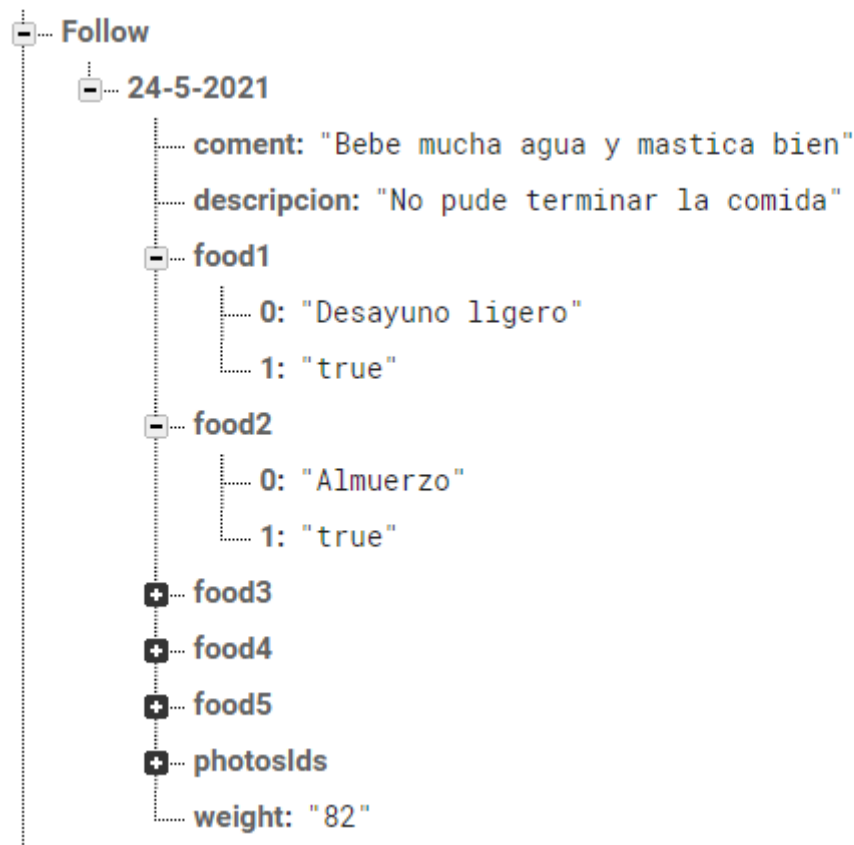 Follow
24-5-2021
coment: "Bebe mucha agua y mastica bien"
descripcion: "No pude terminar la comida"
food1
0: "Desayuno ligero"
1: "true"
food2
0: "Almuerzo"
1: "true"
food3
food4
food5
photosIds
weight: "82"